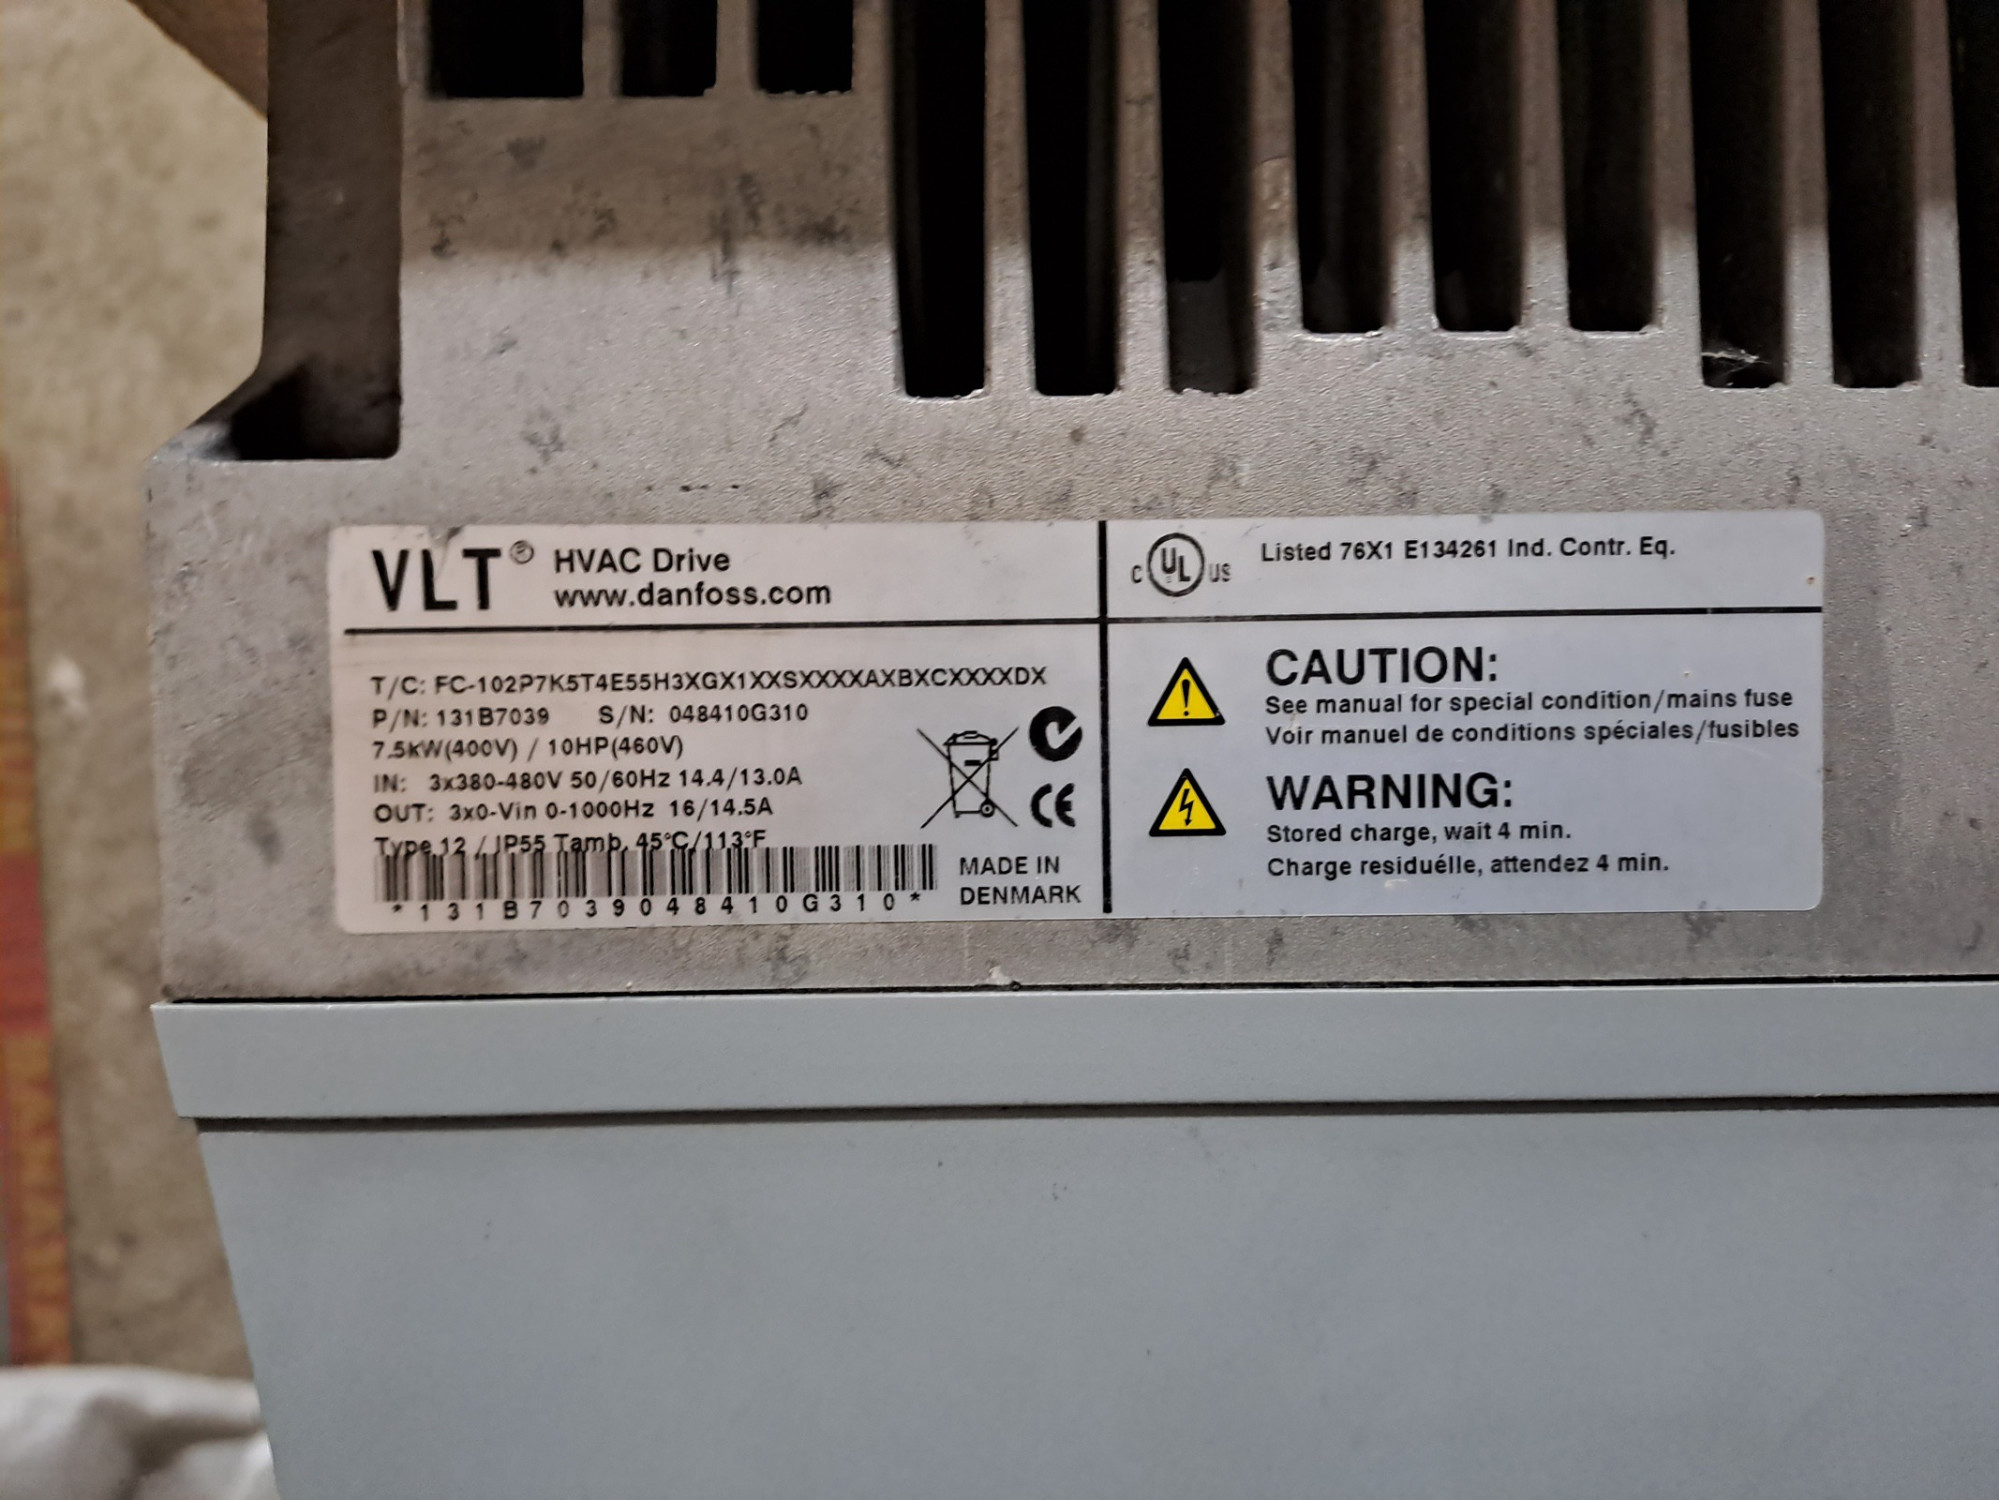 VLT® HVAC Drive
www.danfoss.com
T/C: FC-102P7K5T4E55H3XGX1XXSXXXXAXBXCXXXXDX
P/N: 131B7039 S/N: 048410G310
7.5kW(400V) / 10HP(460V)
IN: 3x380-480V 50/60Hz 14.4/13.0A
OUT: 3x0-Vin 0-1000Hz 16/14.5A
Type 12 / IP55 Tamb. 45°C/113°F
*131B7039048410G310*
CE
MADE IN
DENMARK
C UL US Listed 76X1 E134261 Ind. Contr. Eq.
CAUTION:
See manual for special condition/mains fuse
Voir manuel de conditions spéciales/fusibles
WARNING:
Stored charge, wait 4 min.
Charge residuélle, attendez 4 min.